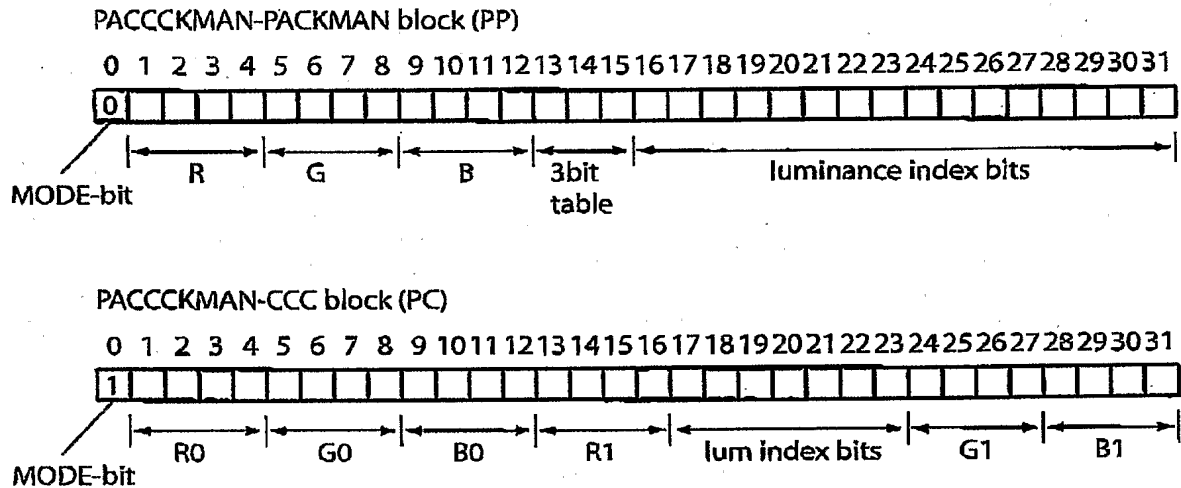 PACCCKMAN-PACKMAN block (PP)
0 1 2 3 4 5 6 7 8 9 10 11 12 13 14 15 16 17 18 19 20 21 22 23 24 25 26 27 28 29 30 31
0
R G B 3bit table luminance index bits
MODE-bit
PACCCKMAN-CCC block (PC)
0 1 2 3 4 5 6 7 8 9 10 11 12 13 14 15 16 17 18 19 20 21 22 23 24 25 26 27 28 29 30 31
1
R0 G0 B0 R1 lum index bits G1 B1
MODE-bit